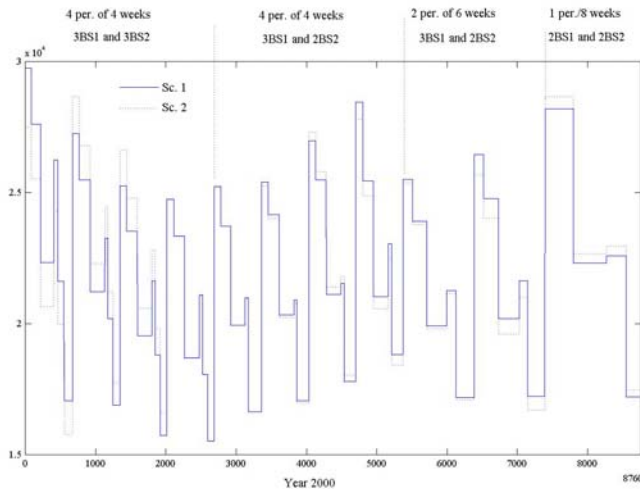 4 per. of 4 weeks
4 per. of 4 weeks
2 per. of 6 weeks
1 per./8 weeks
3BS1 and 3BS2
3BS1 and 2BS2
3BS1 and 2BS2
2BS1 and 2BS2
x 10⁴
3
Sc. 1
Sc. 2
2.5
2
1.5
0 1000 2000 3000 4000 5000 6000 7000 8000 8760
Year 2000